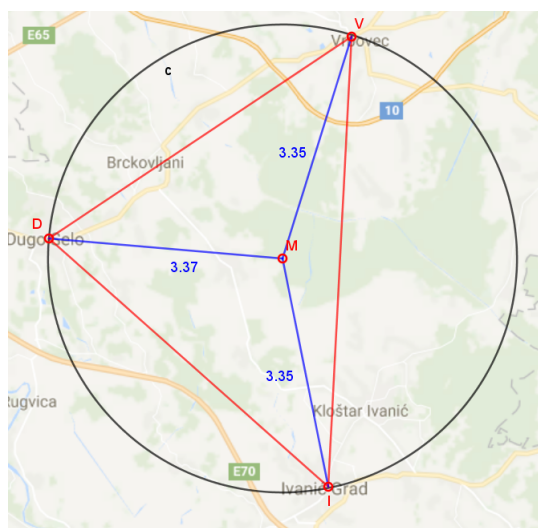 E65
V
Vrbovec
c
10
3.35
Brckovljani
D
Dugo Selo
M
3.37
3.35
Rugvica
Kloštar Ivanić
E70
Ivanić Grad
I